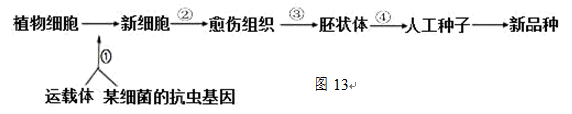 植物细胞 新细胞 ② 愈伤组织 ③ 胚状体 ④ 人工种子 新品种
①
运载体 某细菌的抗虫基因
图 13